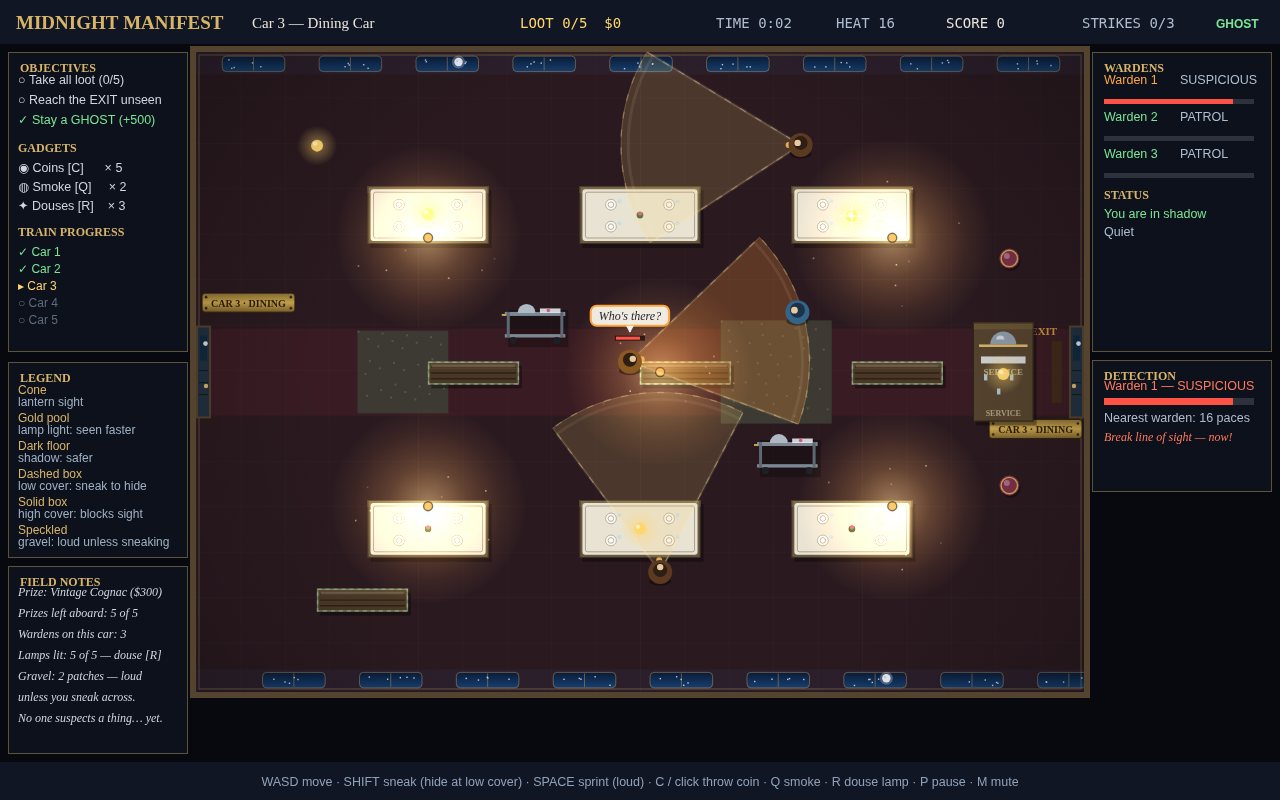 MIDNIGHT MANIFEST
Car 3 — Dining Car
LOOT 0/5 $0
TIME 0:02
HEAT 16
SCORE 0
STRIKES 0/3
GHOST
OBJECTIVES
○ Take all loot (0/5)
○ Reach the EXIT unseen
✓ Stay a GHOST (+500)
GADGETS
◉ Coins [C] × 5
◍ Smoke [Q] × 2
✦ Douses [R] × 3
TRAIN PROGRESS
✓ Car 1
✓ Car 2
▸ Car 3
○ Car 4
○ Car 5
LEGEND
Cone
lantern sight
Gold pool
lamp light: seen faster
Dark floor
shadow: safer
Dashed box
low cover: sneak to hide
Solid box
high cover: blocks sight
Speckled
gravel: loud unless sneaking
FIELD NOTES
Prize: Vintage Cognac ($300)
Prizes left aboard: 5 of 5
Wardens on this car: 3
Lamps lit: 5 of 5 — douse [R]
Gravel: 2 patches — loud
unless you sneak across.
No one suspects a thing… yet.
CAR 3 · DINING
Who's there?
EXIT
SERVICE
SERVICE
CAR 3 · DINING
WARDENS
Warden 1 SUSPICIOUS
Warden 2 PATROL
Warden 3 PATROL
STATUS
You are in shadow
Quiet
DETECTION
Warden 1 — SUSPICIOUS
Nearest warden: 16 paces
Break line of sight — now!
WASD move · SHIFT sneak (hide at low cover) · SPACE sprint (loud) · C / click throw coin · Q smoke · R douse lamp · P pause · M mute